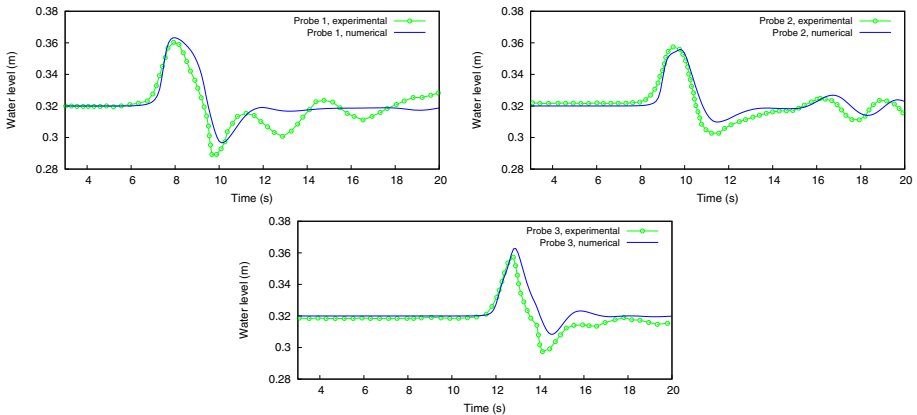 Probe 1, experimental
Probe 1, numerical
0.38
0.36
0.34
0.32
0.3
0.28
Water level (m)
4 6 8 10 12 14 16 18 20
Time (s)
Probe 2, experimental
Probe 2, numerical
0.38
0.36
0.34
0.32
0.3
0.28
Water level (m)
4 6 8 10 12 14 16 18 20
Time (s)
Probe 3, experimental
Probe 3, numerical
0.38
0.36
0.34
0.32
0.3
0.28
Water level (m)
4 6 8 10 12 14 16 18 20
Time (s)